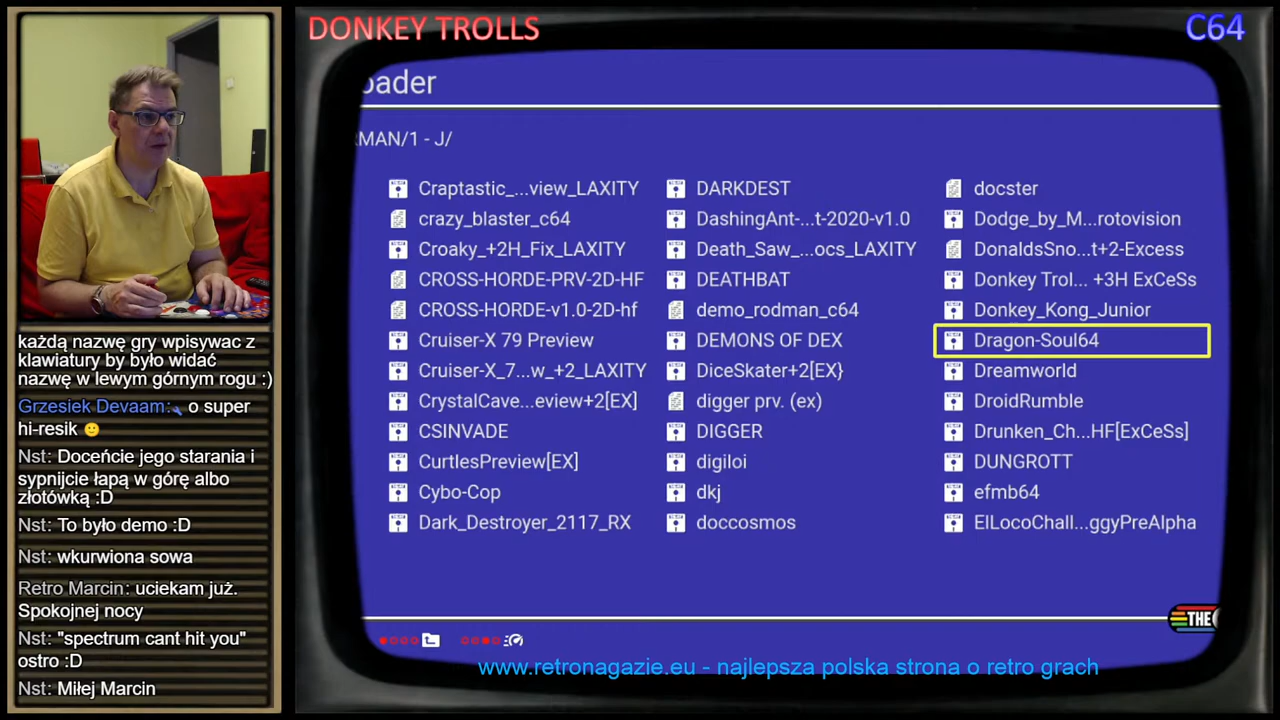 DONKEY TROLLS
C64
oader
RMAN/1 - J/
Craptastic_...view_LAXITY
crazy_blaster_c64
Croaky_+2H_Fix_LAXITY
CROSS-HORDE-PRV-2D-HF
CROSS-HORDE-v1.0-2D-hf
Cruiser-X 79 Preview
Cruiser-X_7...w_+2_LAXITY
CrystalCave...eview+2[EX]
CSINVADE
CurtlesPreview[EX]
Cybo-Cop
Dark_Destroyer_2117_RX
DARKDEST
DashingAnt-...t-2020-v1.0
Death_Saw_...ocs_LAXITY
DEATHBAT
demo_rodman_c64
DEMONS OF DEX
DiceSkater+2[EX}
digger prv. (ex)
DIGGER
digiloi
dkj
doccosmos
docster
Dodge_by_M...rotovision
DonaldsSno...t+2-Excess
Donkey Trol... +3H ExCeSs
Donkey_Kong_Junior
Dragon-Soul64
Dreamworld
DroidRumble
Drunken_Ch...HF[ExCeSs]
DUNGROTT
efmb64
ElLocoChall...ggyPreAlpha
THE
www.retronagazie.eu - najlepsza polska strona o retro grach
każdą nazwę gry wpisywac z
klawiatury by było widać
nazwę w lewym górnym rogu :)
Grzesiek Devaam: o super
hi-resik
Nst: Doceńcie jego starania i
sypnijcie łapą w górę albo
złotówką :D
Nst: To było demo :D
Nst: wkurwiona sowa
Retro Marcin: uciekam już.
Spokojnej nocy
Nst: "spectrum cant hit you"
ostro :D
Nst: Miłej Marcin